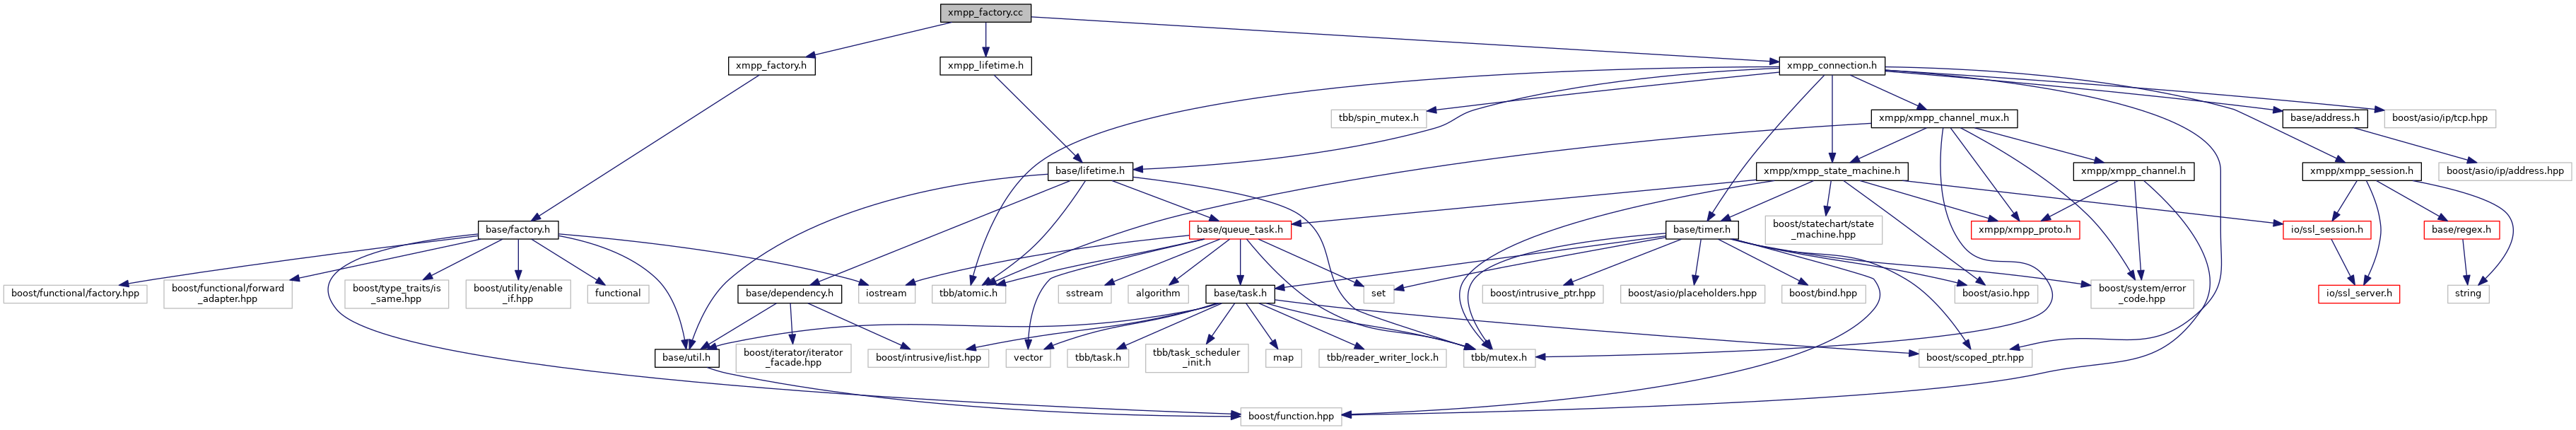 xmpp_factory.cc
xmpp_factory.h
xmpp_lifetime.h
xmpp_connection.h
tbb/spin_mutex.h
xmpp/xmpp_channel_mux.h
base/address.h
boost/asio/ip/tcp.hpp
base/lifetime.h
xmpp/xmpp_state_machine.h
xmpp/xmpp_channel.h
xmpp/xmpp_session.h
boost/asio/ip/address.hpp
base/factory.h
base/queue_task.h
base/timer.h
boost/statechart/state
_machine.hpp
xmpp/xmpp_proto.h
io/ssl_session.h
base/regex.h
boost/functional/factory.hpp
boost/functional/forward
_adapter.hpp
boost/type_traits/is
_same.hpp
boost/utility/enable
_if.hpp
functional
base/dependency.h
iostream
tbb/atomic.h
sstream
algorithm
base/task.h
set
boost/intrusive_ptr.hpp
boost/asio/placeholders.hpp
boost/bind.hpp
boost/asio.hpp
boost/system/error
_code.hpp
io/ssl_server.h
string
base/util.h
boost/iterator/iterator
_facade.hpp
boost/intrusive/list.hpp
vector
tbb/task.h
tbb/task_scheduler
_init.h
map
tbb/reader_writer_lock.h
tbb/mutex.h
boost/scoped_ptr.hpp
boost/function.hpp